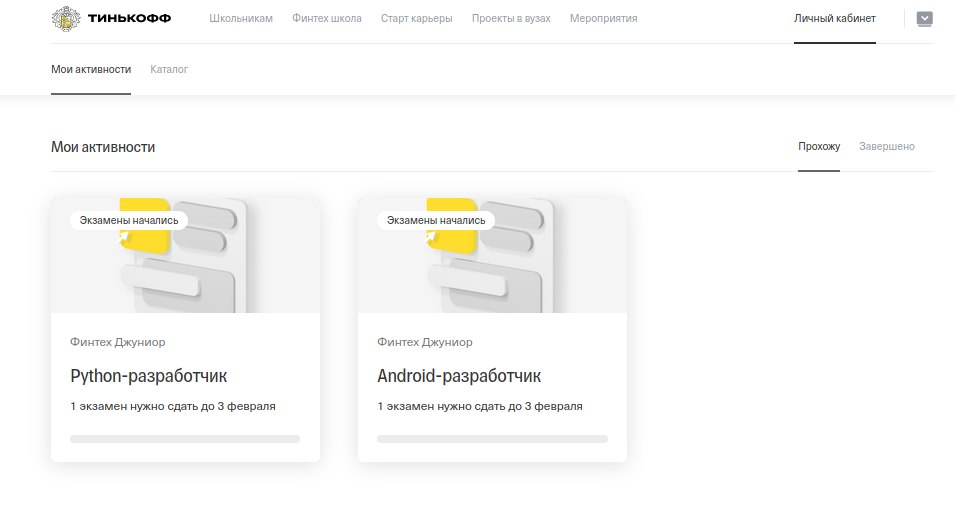 ТИНЬКОФФ Школьникам Финтех школа Старт карьеры Проекты в вузах Мероприятия Личный кабинет
Мои активности Каталог
Мои активности Прохожу Завершено
Экзамены начались Экзамены начались
Финтех Джуниор Финтех Джуниор
Python-разработчик Android-разработчик
1 экзамен нужно сдать до 3 февраля 1 экзамен нужно сдать до 3 февраля